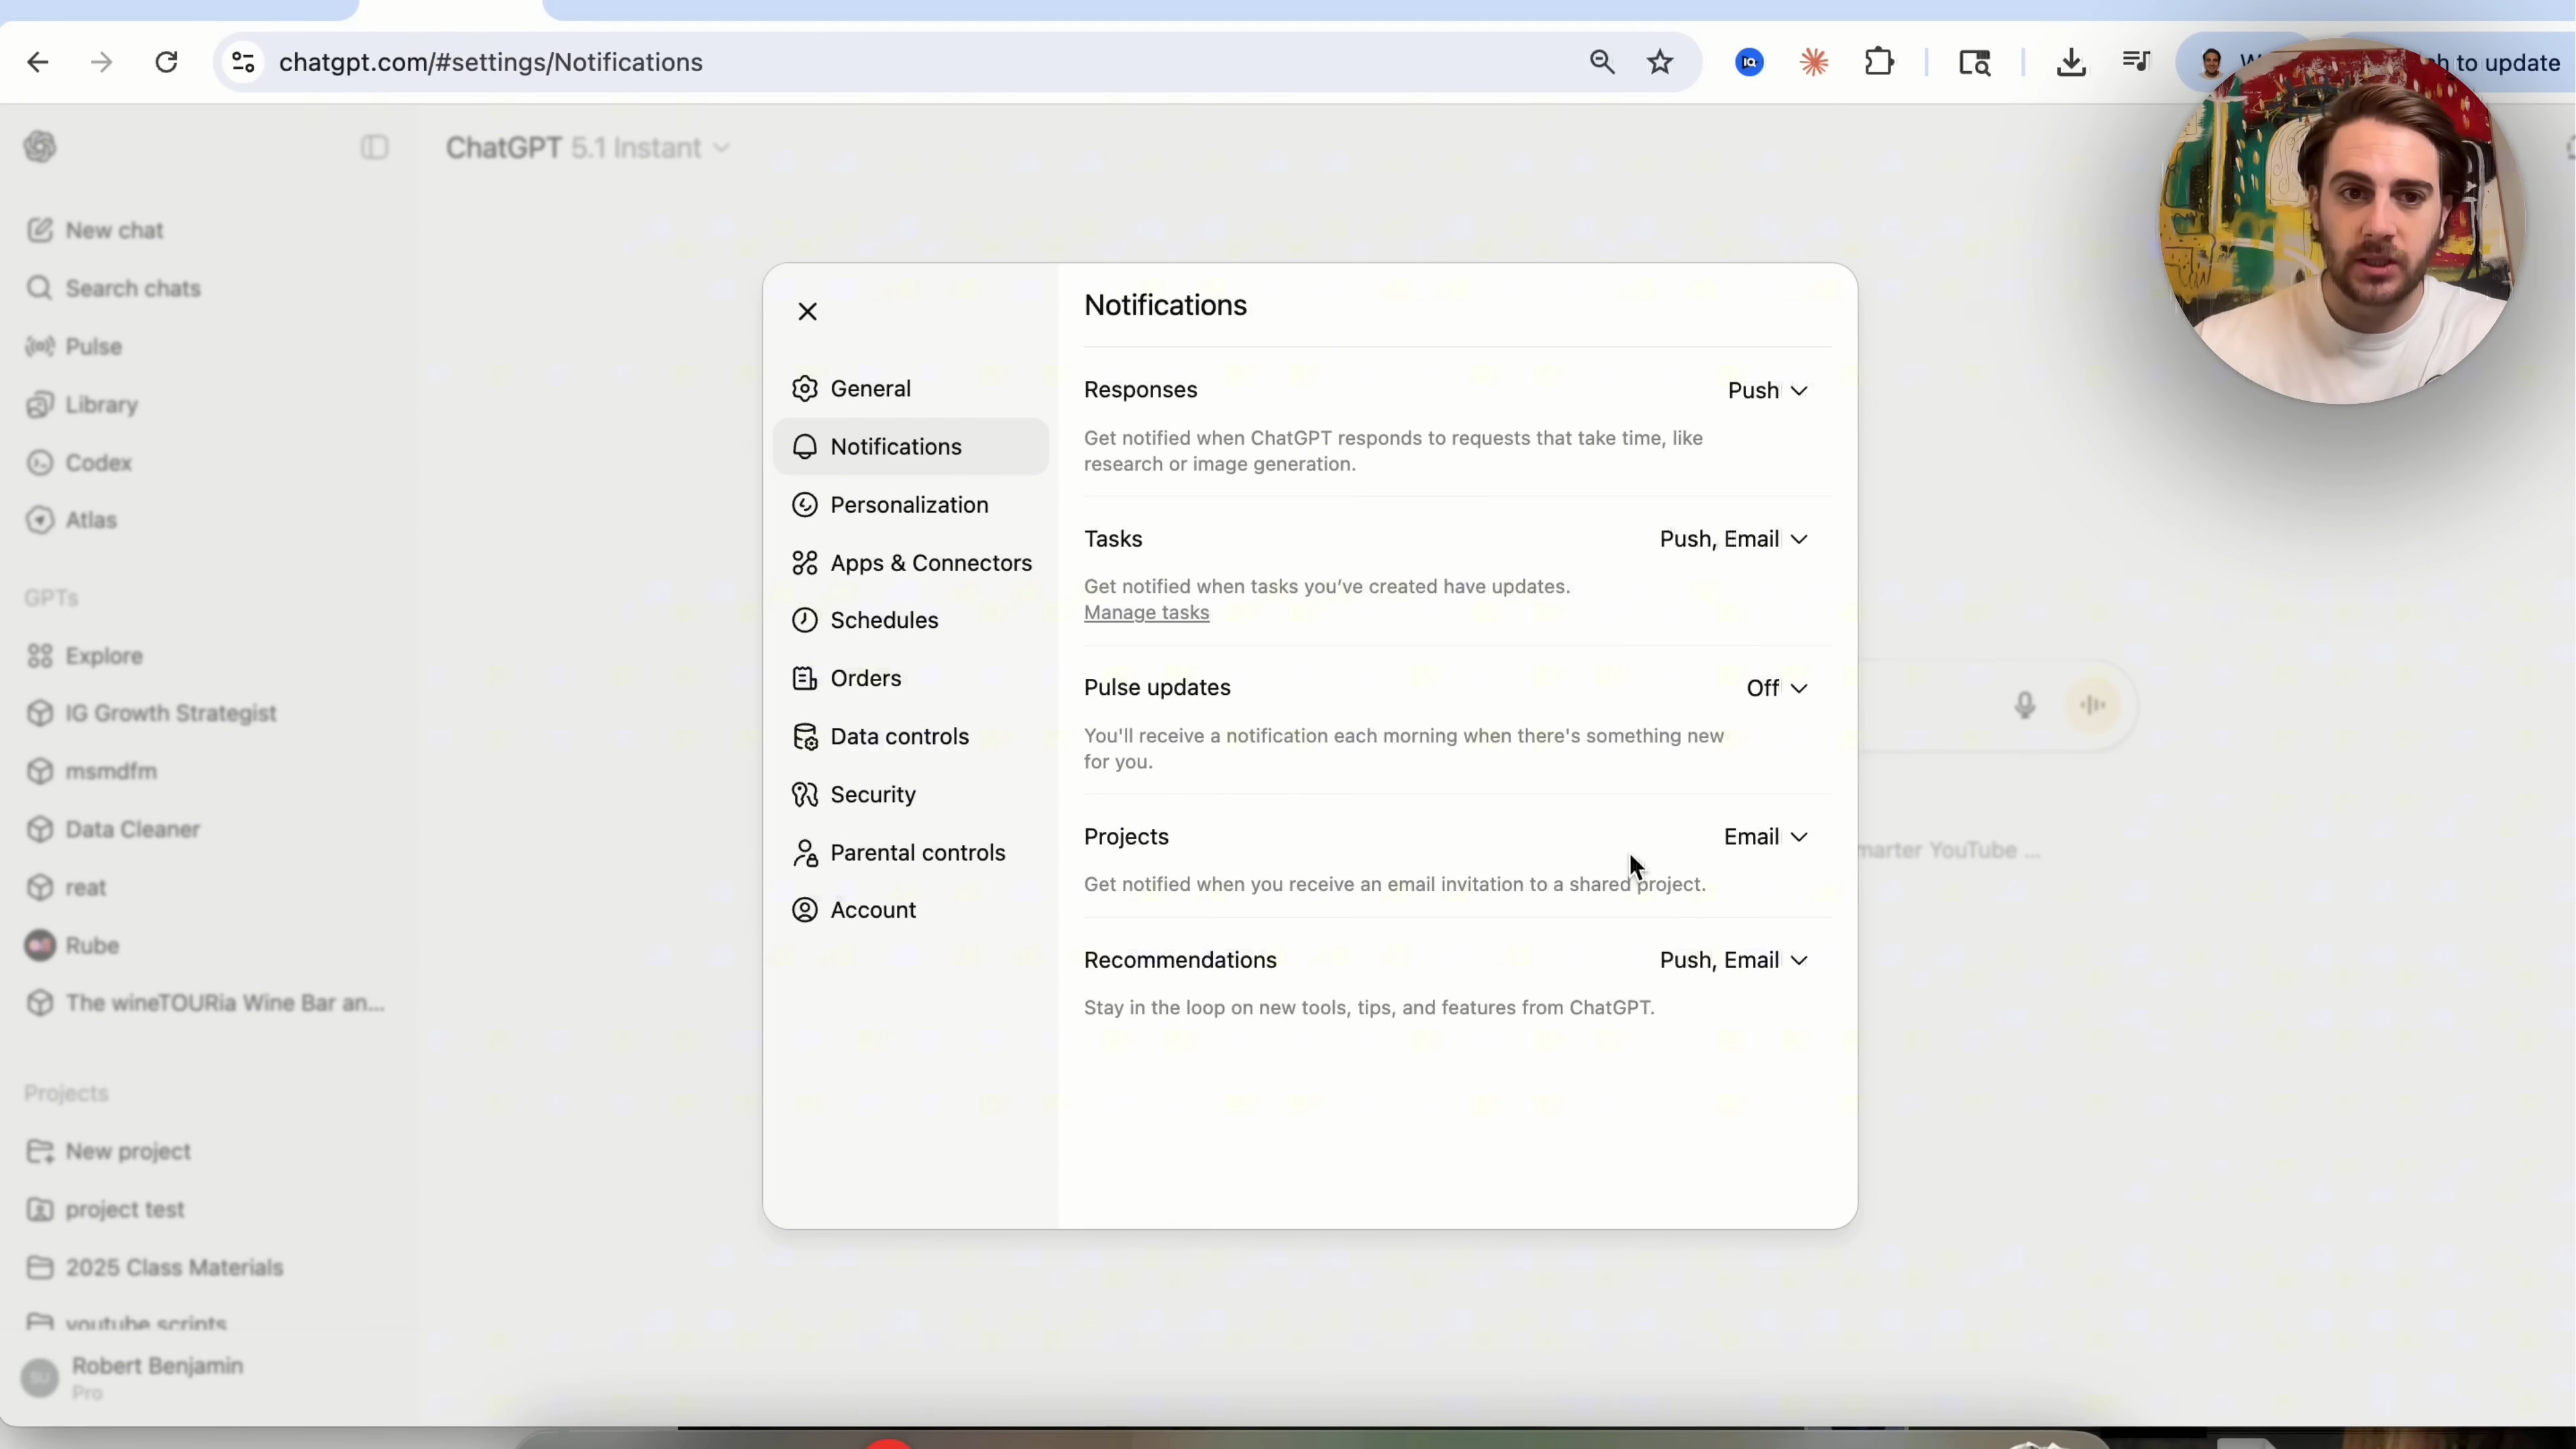 chatgpt.com/#settings/Notifications
h to update
ChatGPT 5.1 Instant
New chat
Search chats
Pulse
Library
Codex
Atlas
GPTs
Explore
IG Growth Strategist
msmdfm
Data Cleaner
reat
Rube
The wineTOURia Wine Bar an...
Projects
New project
project test
2025 Class Materials
youtube scripts
Robert Benjamin
Pro
General
Notifications
Personalization
Apps & Connectors
Schedules
Orders
Data controls
Security
Parental controls
Account
Notifications
Responses Push
Get notified when ChatGPT responds to requests that take time, like
research or image generation.
Tasks Push, Email
Get notified when tasks you’ve created have updates.
Manage tasks
Pulse updates Off
You'll receive a notification each morning when there's something new
for you.
Projects Email
Get notified when you receive an email invitation to a shared project.
Recommendations Push, Email
Stay in the loop on new tools, tips, and features from ChatGPT.
marter YouTube ...